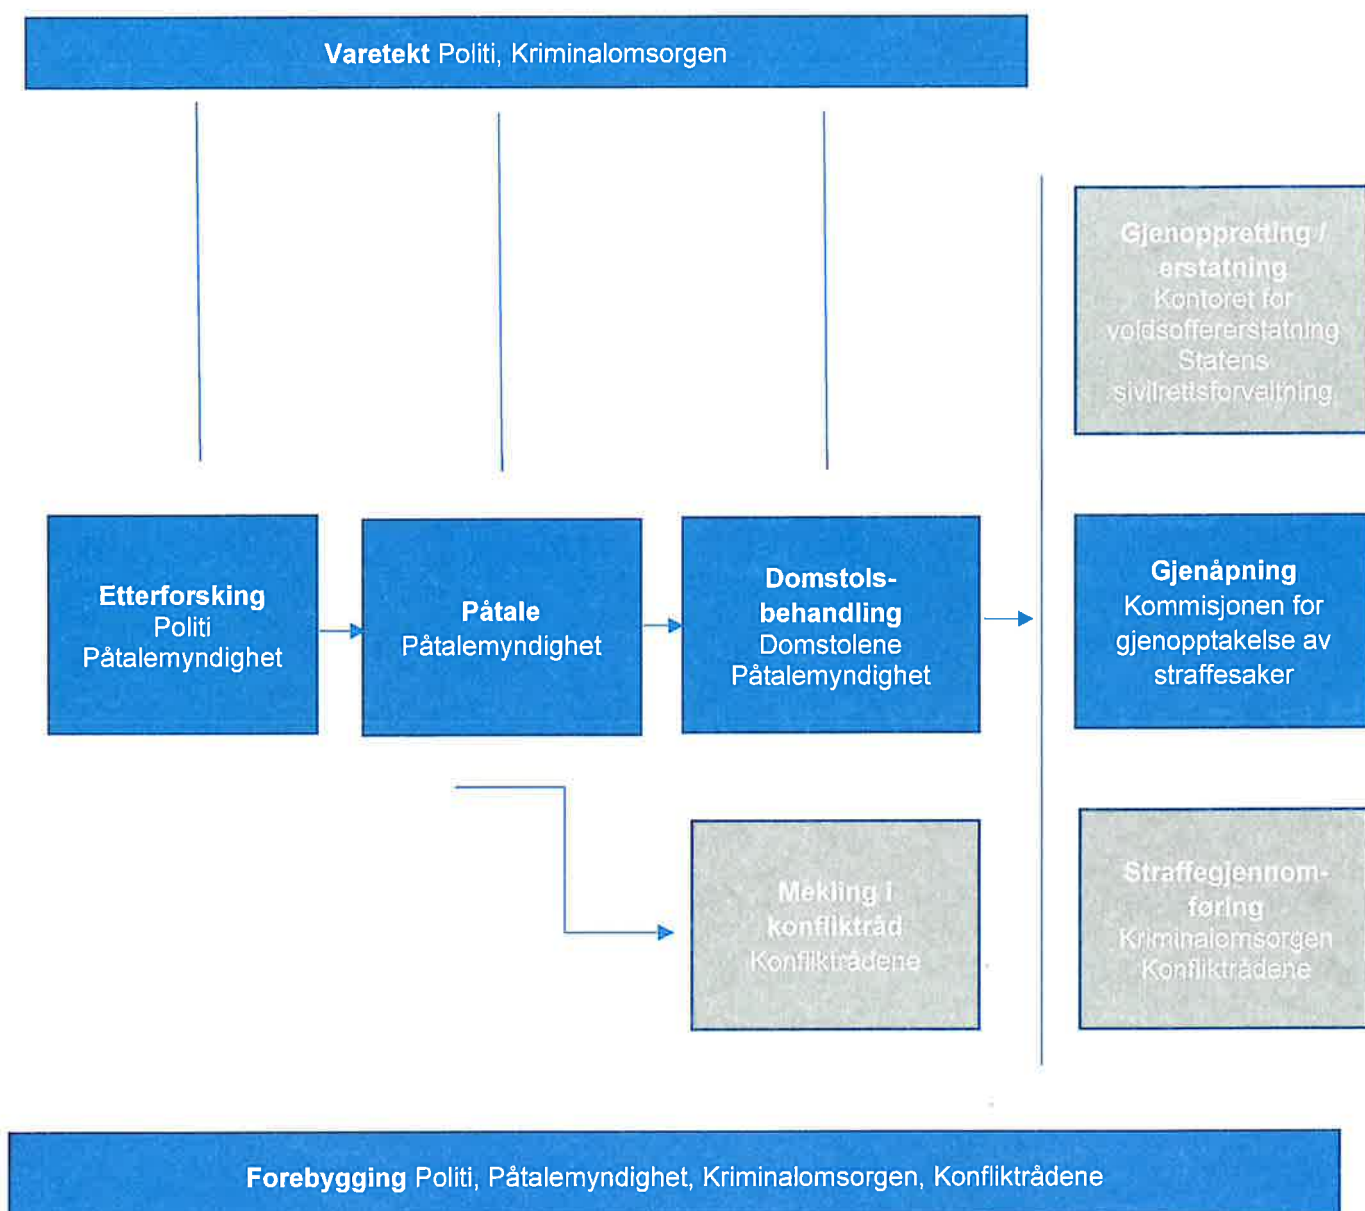 Varetekt Politi, Kriminalomsorgen
Gjenoppretting /
erstatning
Kontoret for
voldsoffererstatning
Statens
sivilrettsforvaltning
Etterforsking
Politi
Påtalemyndighet
Påtale
Påtalemyndighet
Domstols-
behandling
Domstolene
Påtalemyndighet
Gjenåpning
Kommisjonen for
gjenopptakelse av
straffesaker
Mekling i
konfliktråd
Konfliktrådene
Straffegjennom-
føring
Kriminalomsorgen
Konfliktrådene
Forebygging Politi, Påtalemyndighet, Kriminalomsorgen, Konfliktrådene